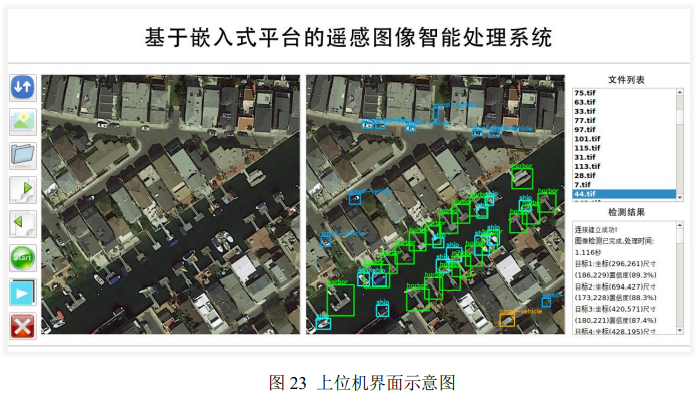 基于嵌入式平台的遥感图像智能处理系统
文件列表
75.tif
63.tif
33.tif
77.tif
97.tif
101.tif
115.tif
31.tif
113.tif
28.tif
7.tif
44.tif
检测结果
连接建立成功!
图像检测已完成,处理时间:
1.116秒
目标1:坐标(296,261)尺寸
(186,229)置信度(89.3%)
目标2:坐标(694,427)尺寸
(173,228)置信度(88.3%)
目标3:坐标(420,571)尺寸
(180,221)置信度(87.4%)
目标4:坐标(428,195)尺寸
Start
harbor
harbor
ship
ship
ship
ship
ship
图 23 上位机界面示意图